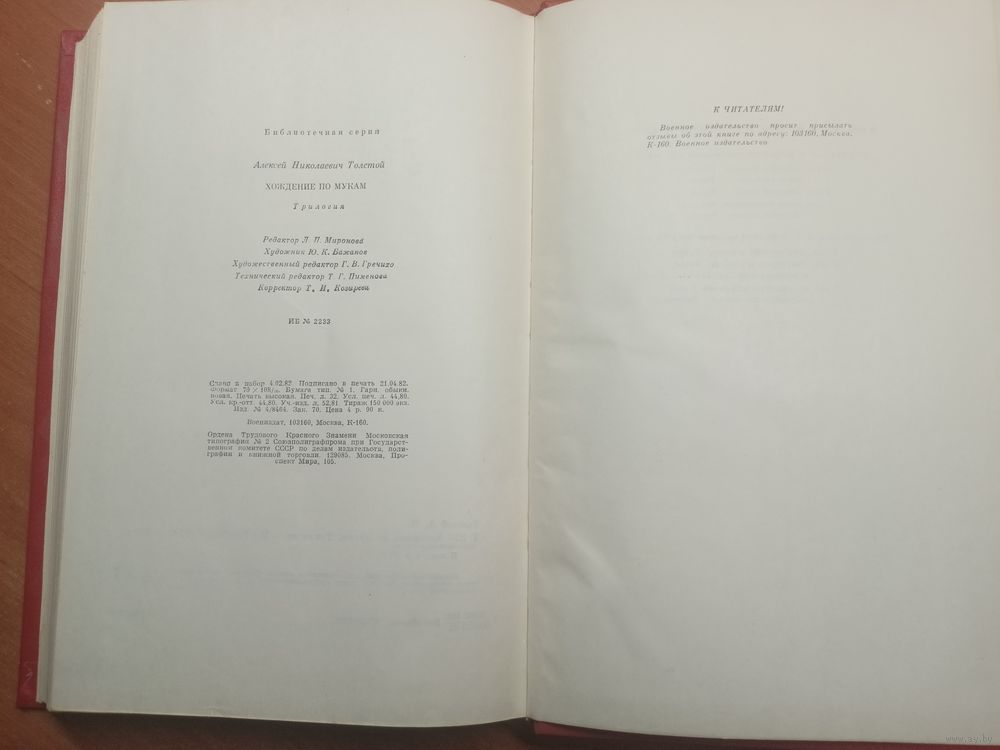 Библиотечная серия
Алексей Николаевич Толстой
ХОЖДЕНИЕ ПО МУКАМ
Трилогия
Редактор Л. П. Миронова
Художник Ю. К. Бажанов
Художественный редактор Г. В. Гречихо
Технический редактор Т. Г. Пименова
Корректор Т. И. Козырева
ИБ № 2233
Сдано в набор 4.02.82. Подписано в печать 21.04.82.
Формат 70×108/₁₆. Бумага тип. № 1. Гарн. обыкн.
новая. Печать высокая. Печ. л. 32. Усл. печ. л. 44,80.
Усл. кр.-отт. 44,80. Уч.-изд. л. 52,81. Тираж 150 000 экз.
Изд. № 4/8464. Зак. 70. Цена 4 р. 90 к.
Воениздат, 103160, Москва, К-160.
Ордена Трудового Красного Знамени Московская
типография № 2 Союзполиграфпрома при Государст-
венном комитете СССР по делам издательств, поли-
графии и книжной торговли. 129085. Москва, Про-
спект Мира, 105.
К ЧИТАТЕЛЯМ!
Военное издательство просит присылать
отзывы об этой книге по адресу: 103160, Москва,
К-160. Военное издательство
www.ay.by